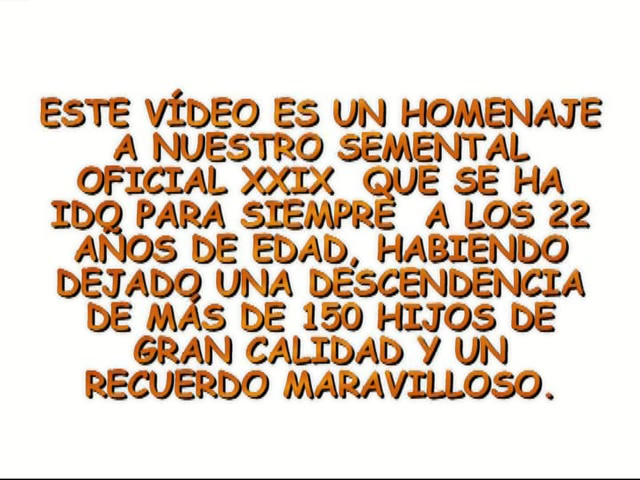 ESTE VÍDEO ES UN HOMENAJE
A NUESTRO SEMENTAL
OFICIAL XXIX QUE SE HA
IDO PARA SIEMPRE A LOS 22
AÑOS DE EDAD, HABIENDO
DEJADO UNA DESCENDENCIA
DE MÁS DE 150 HIJOS DE
GRAN CALIDAD Y UN
RECUERDO MARAVILLOSO.